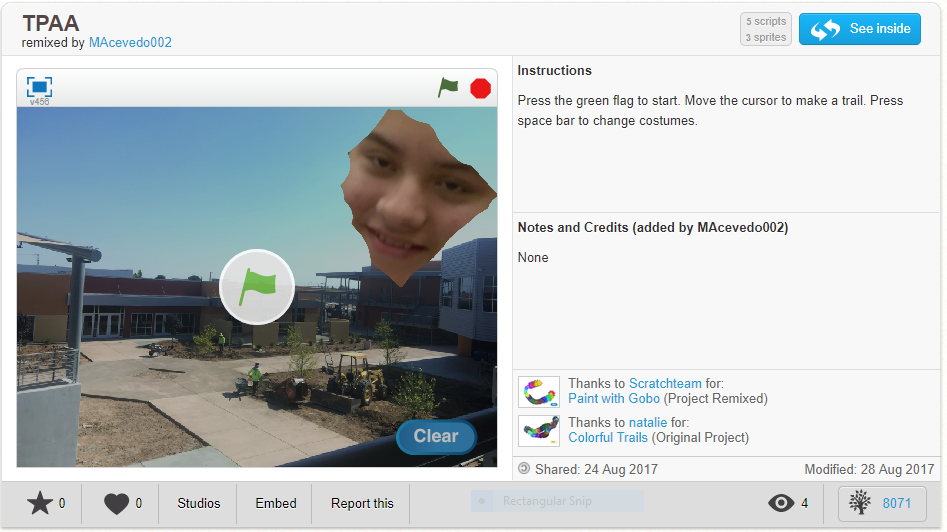 TPAA
remixed by MAcevedo002
5 scripts
3 sprites
See inside
v456
Clear
Instructions
Press the green flag to start. Move the cursor to make a trail. Press
space bar to change costumes.
Notes and Credits (added by MAcevedo002)
None
Thanks to Scratchteam for:
Paint with Gobo (Project Remixed)
Thanks to natalie for:
Colorful Trails (Original Project)
Shared: 24 Aug 2017 Modified: 28 Aug 2017
0 0 Studios Embed Report this Rectangular Snip 4 8071